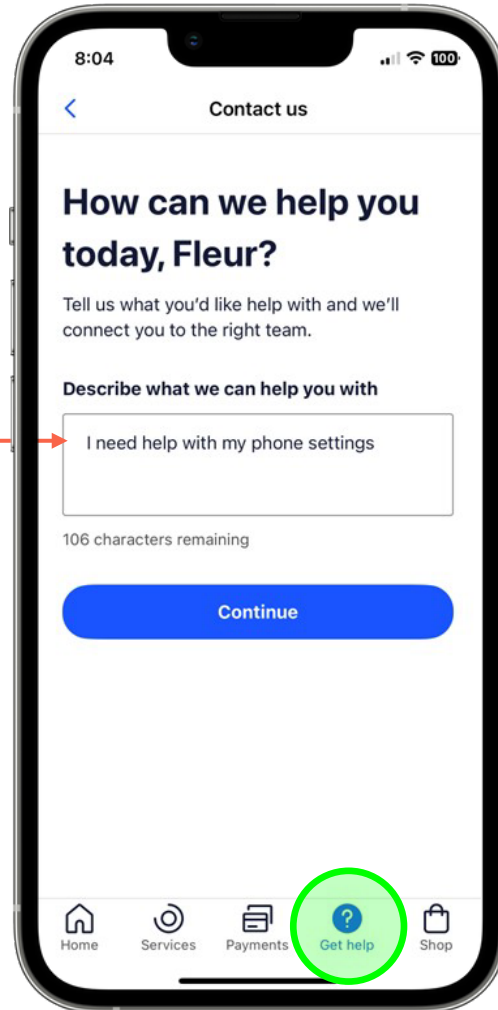 8:04
100
Contact us
How can we help you
today, Fleur?
Tell us what you'd like help with and we'll
connect you to the right team.
Describe what we can help you with
I need help with my phone settings
106 characters remaining
Continue
Home Services Payments Get help Shop